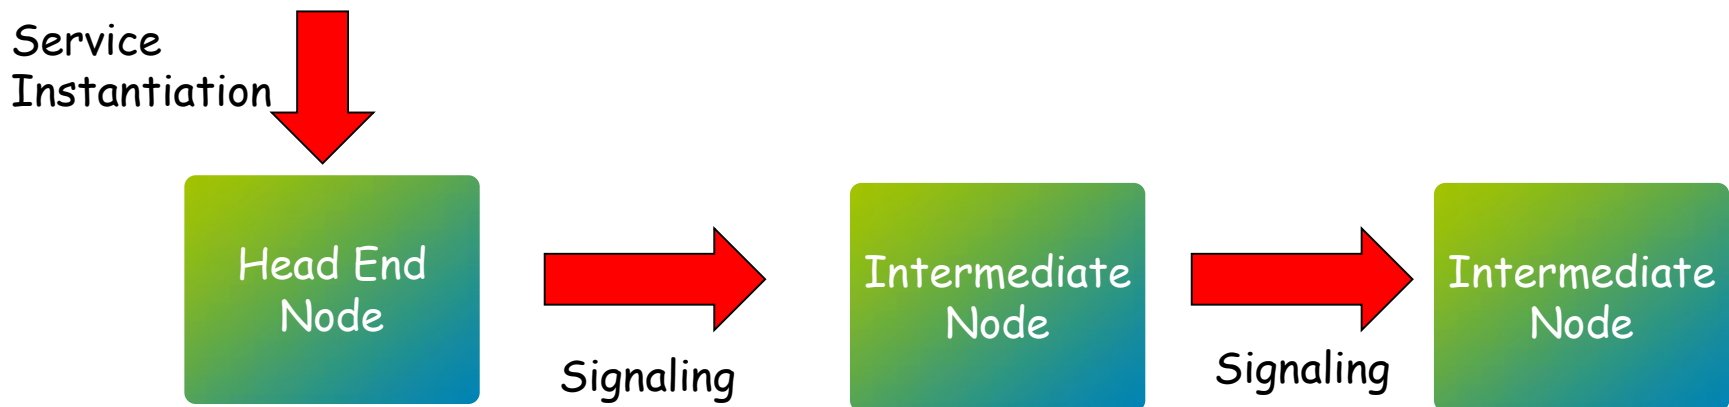 Service
Instantiation
Head End
Node
Signaling
Intermediate
Node
Signaling
Intermediate
Node